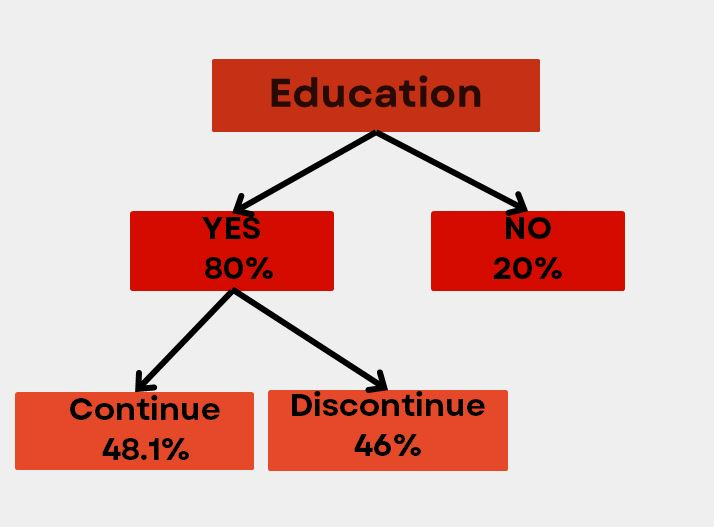 Education
YES
80%
NO
20%
Continue
48.1%
Discontinue
46%